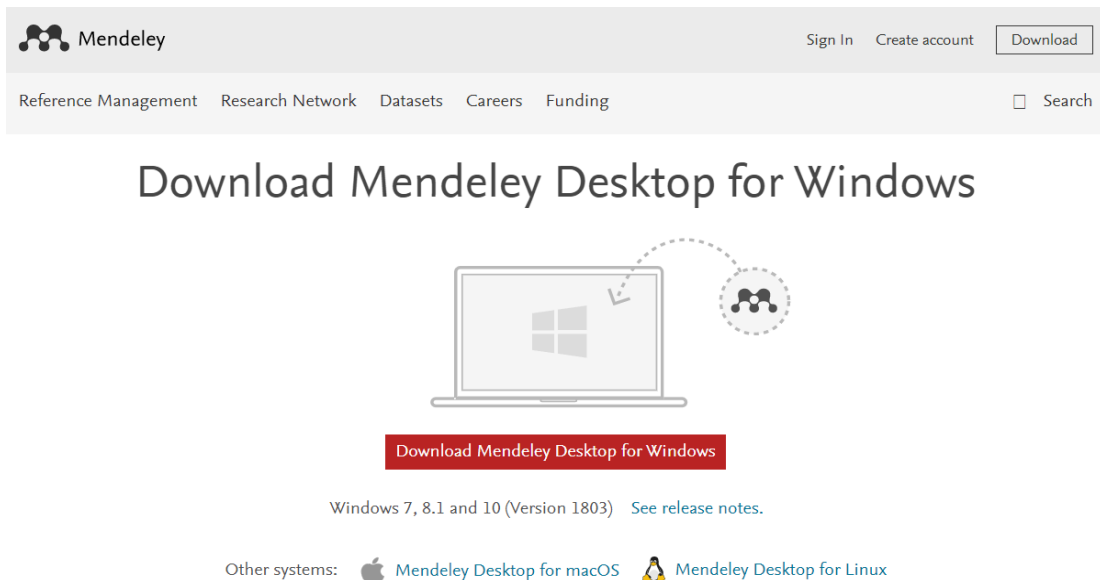 Mendeley Sign In Create account Download
Reference Management Research Network Datasets Careers Funding Search
Download Mendeley Desktop for Windows
Download Mendeley Desktop for Windows
Windows 7, 8.1 and 10 (Version 1803) See release notes.
Other systems: Mendeley Desktop for macOS Mendeley Desktop for Linux